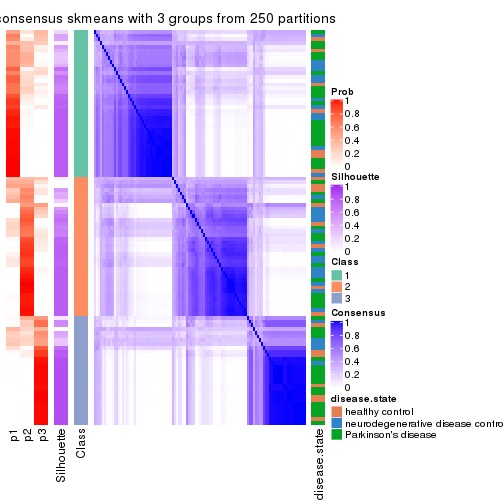 consensus skmeans with 3 groups from 250 partitions
Prob
1
0.8
0.6
0.4
0.2
0
Silhouette
1
0.8
0.6
0.4
0.2
0
Class
1
2
3
Consensus
1
0.8
0.6
0.4
0.2
0
disease.state
healthy control
neurodegenerative disease contro
Parkinson's disease
p1
p2
p3
Silhouette
Class
disease.state